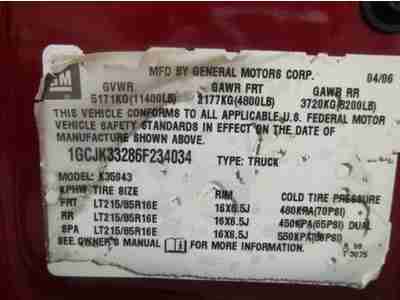 GM
MFD BY GENERAL MOTORS CORP. 04/06
GVWR GAWR FRT GAWR RR
5171KG(11400LB) 2177KG(4800LB) 3720KG(8200LB)
THIS VEHICLE CONFORMS TO ALL APPLICABLE U.S. FEDERAL MOTOR
VEHICLE SAFETY STANDARDS IN EFFECT ON THE DATE OF
MANUFACTURE SHOWN ABOVE.
1GCJK33286F234034 TYPE: TRUCK
MODEL: K35943
TIRE SIZE RIM COLD TIRE PRESSURE
FRT LT215/85R16E 16X6.5J 480KPA(70PSI)
RR LT215/85R16E 16X6.5J 450KPA(65PSI) DUAL
SPA LT215/85R16E 16X6.5J 550KPA(80PSI)
SEE OWNER'S MANUAL FOR MORE INFORMATION.